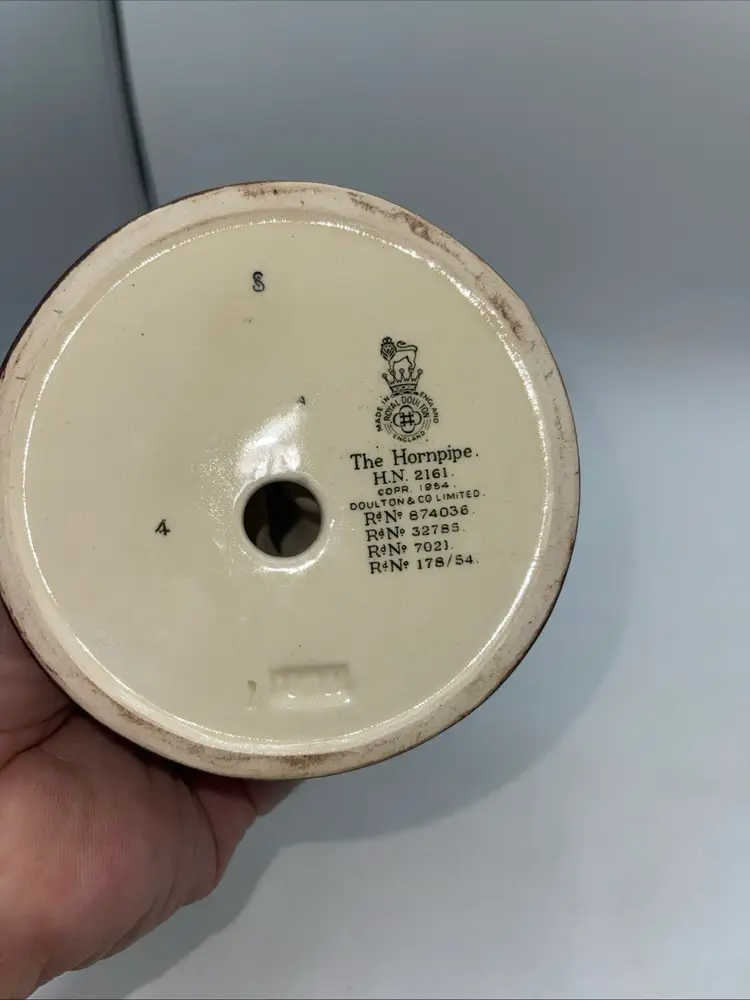 S
MADE IN ENGLAND
ROYAL DOULTON
ENGLAND
The Hornpipe.
H.N. 2161.
COPR. 1954.
DOULTON & CO LIMITED.
Rd No 874036.
Rd No 32785.
Rd No 7021.
Rd No 178/54.
4